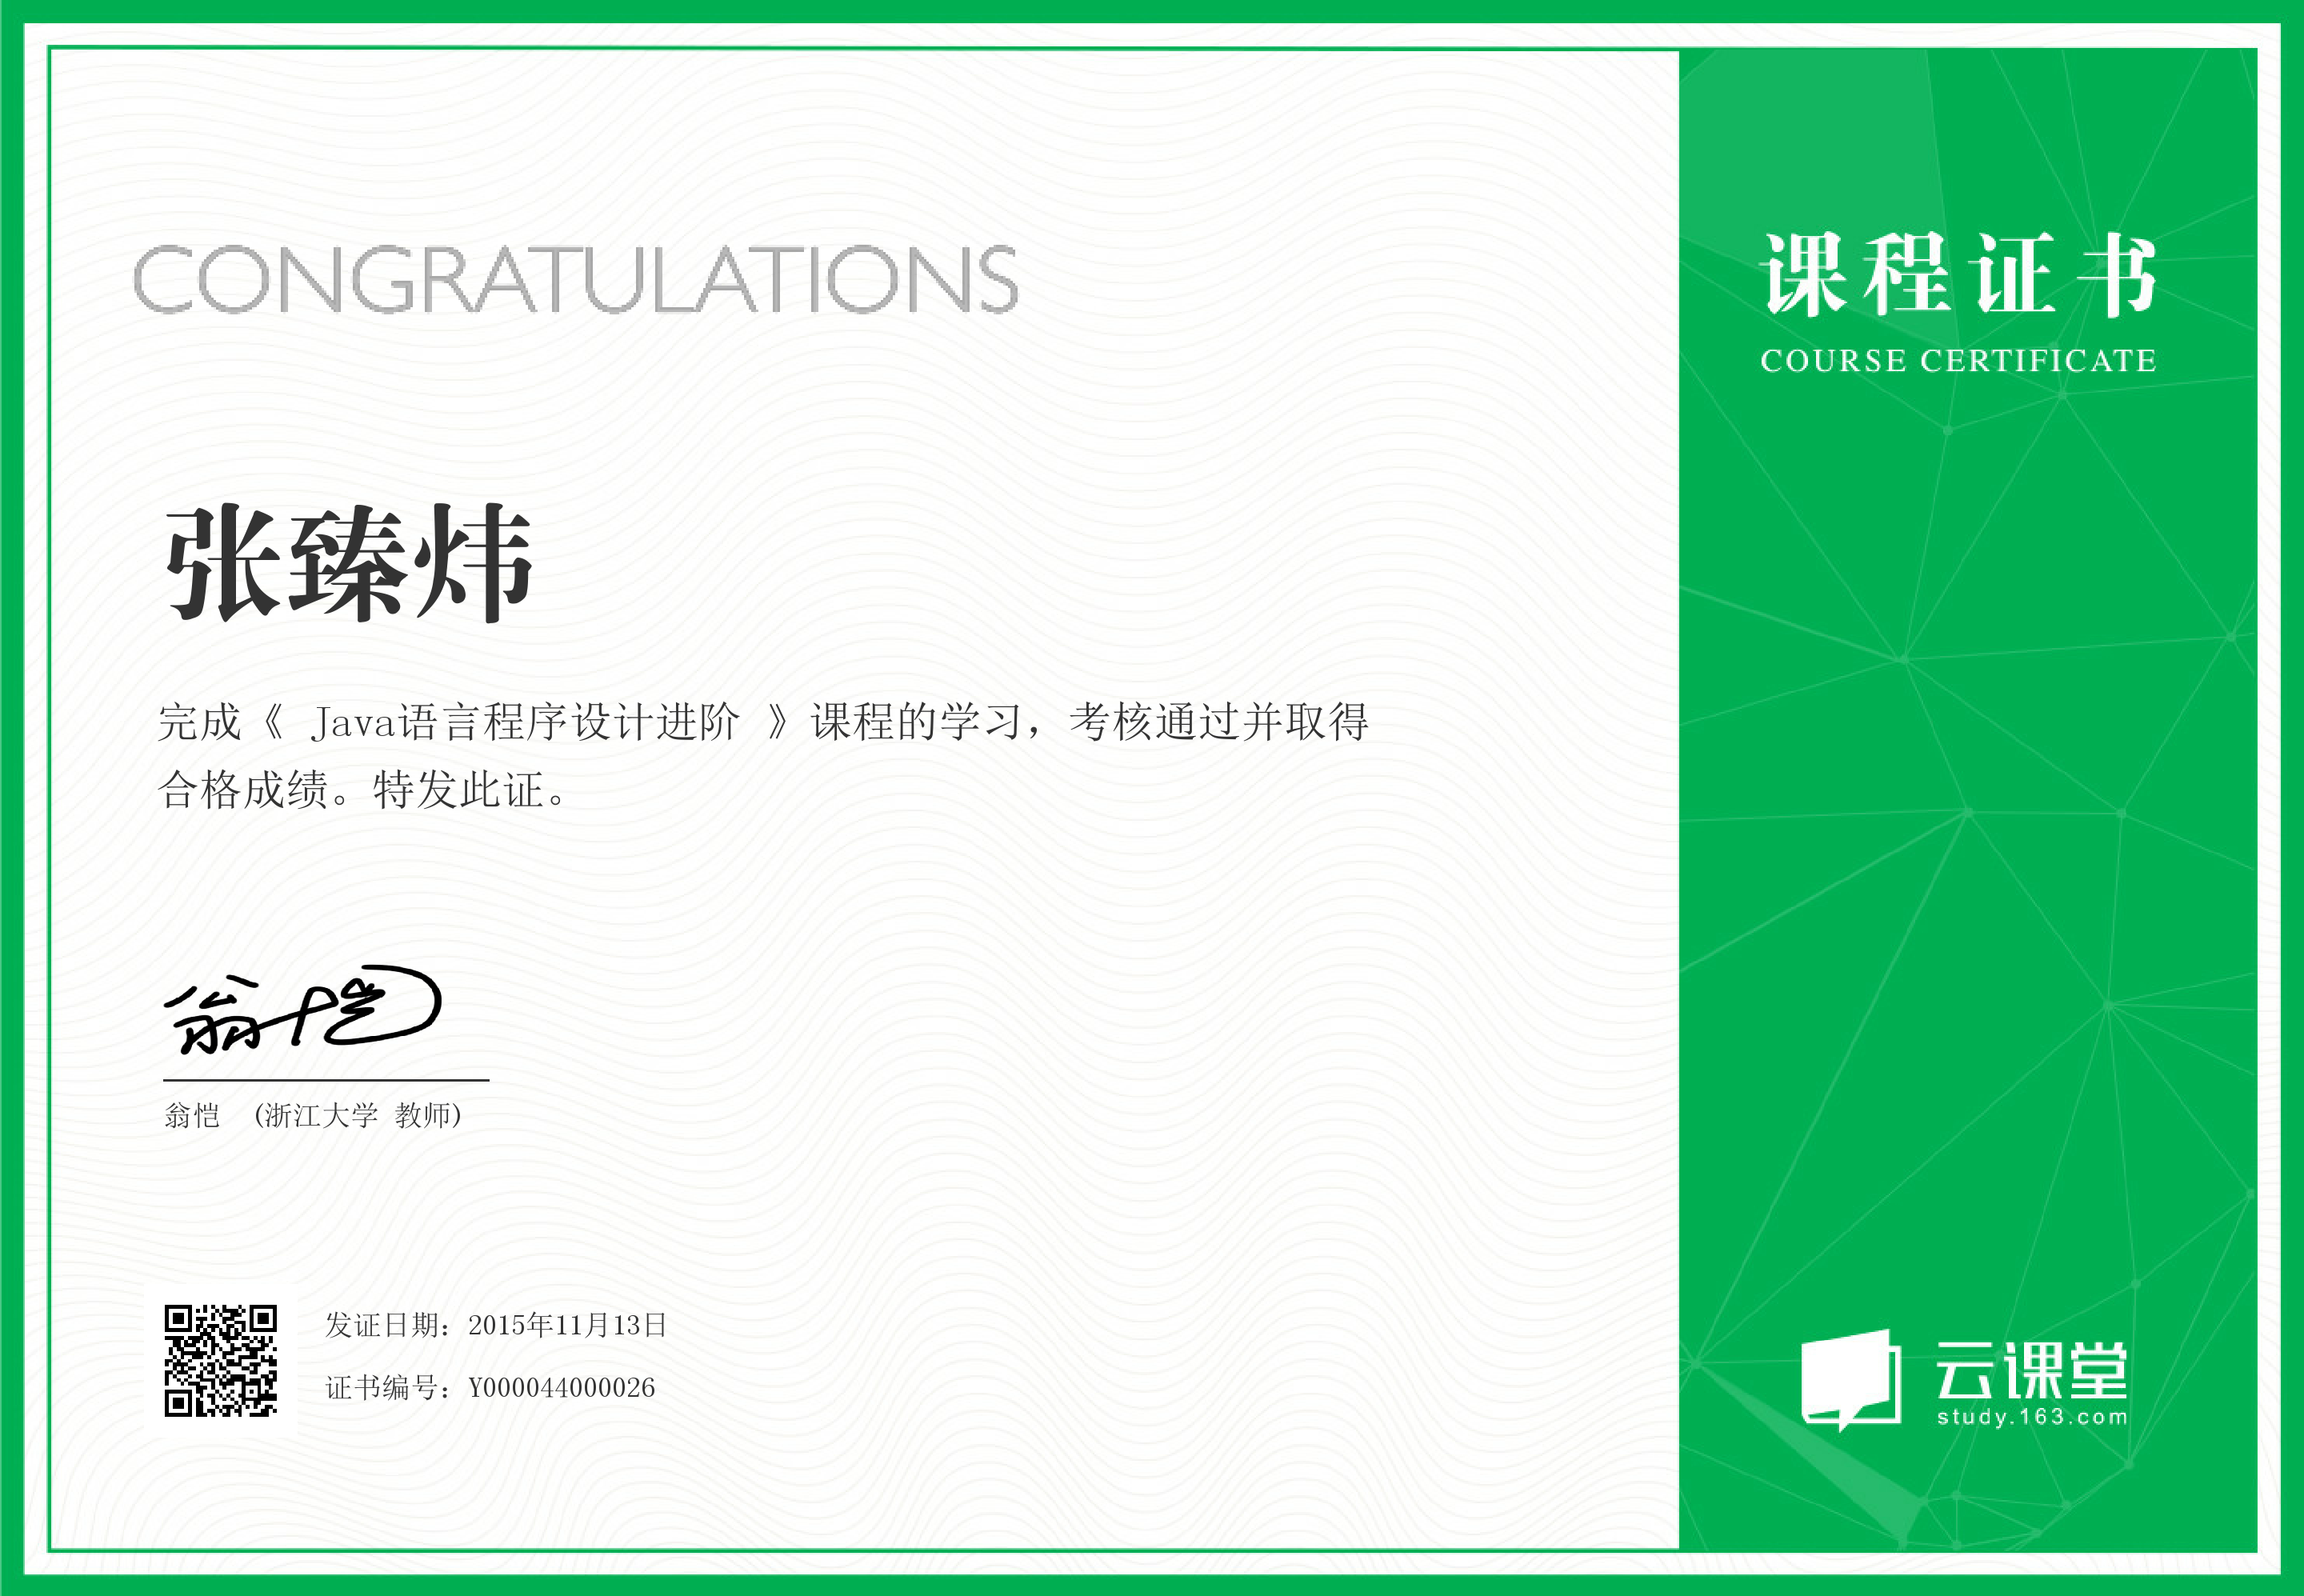 CONGRATULATIONS
课程证书
COURSE CERTIFICATE
张臻炜
完成《 Java语言程序设计进阶 》课程的学习，考核通过并取得
合格成绩。特发此证。
翁恺
翁恺 (浙江大学 教师)
发证日期：2015年11月13日
证书编号：Y000044000026
云课堂
study.163.com